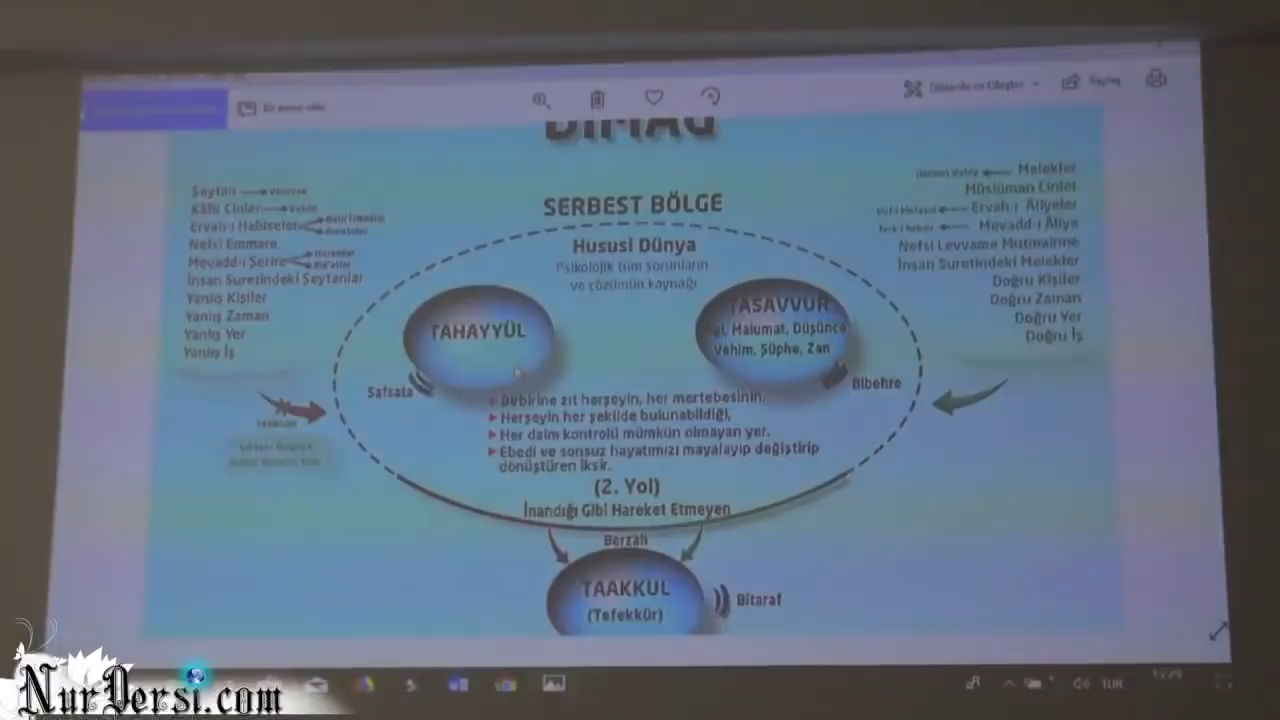 DİMAĞ
SERBEST BÖLGE
Hususi Dünya
Psikolojik tüm sorunların
ve çözümün kaynağı
Şeytan
Kâfir Cinler
Ervah-ı Habiseler
Nefsi Emmare
Mevadd-ı Şerire
İnsan Suretindeki Şeytanlar
Yanlış Kişiler
Yanlış Zaman
Yanlış Yer
Yanlış İş
Melekler
Müslüman Cinler
Ervah-ı Âliyeler
Mevadd-ı Âliye
Nefsi Levvame Mutmainne
İnsan Suretindeki Melekler
Doğru Kişiler
Doğru Zaman
Doğru Yer
Doğru İş
TAHAYYÜL
Safsata
TASAVVUR
Malumat, Düşünce
Vehim, Şüphe, Zan
Bibehre
Birbirine zıt herşeyin, her mertebesinin,
Herşeyin her şekilde bulunabildiği,
Her daim kontrolü mümkün olmayan yer.
Ebedi ve sonsuz hayatımızı mayalayıp değiştirip
dönüştüren iksir.
(2. Yol)
İnandığı Gibi Hareket Etmeyen
Berzah
TAAKKUL
(Tefekkür)
Bitaraf
TUR
NurDersi.com